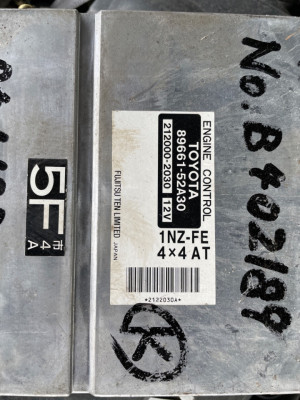 ENGINE CONTROL
TOYOTA
89661-52A30
212000-2030 12V
FUJITSU TEN LIMITED JAPAN
1NZ-FE
4×4 AT
*2122030A*
5F 市4A
No.B402189
K